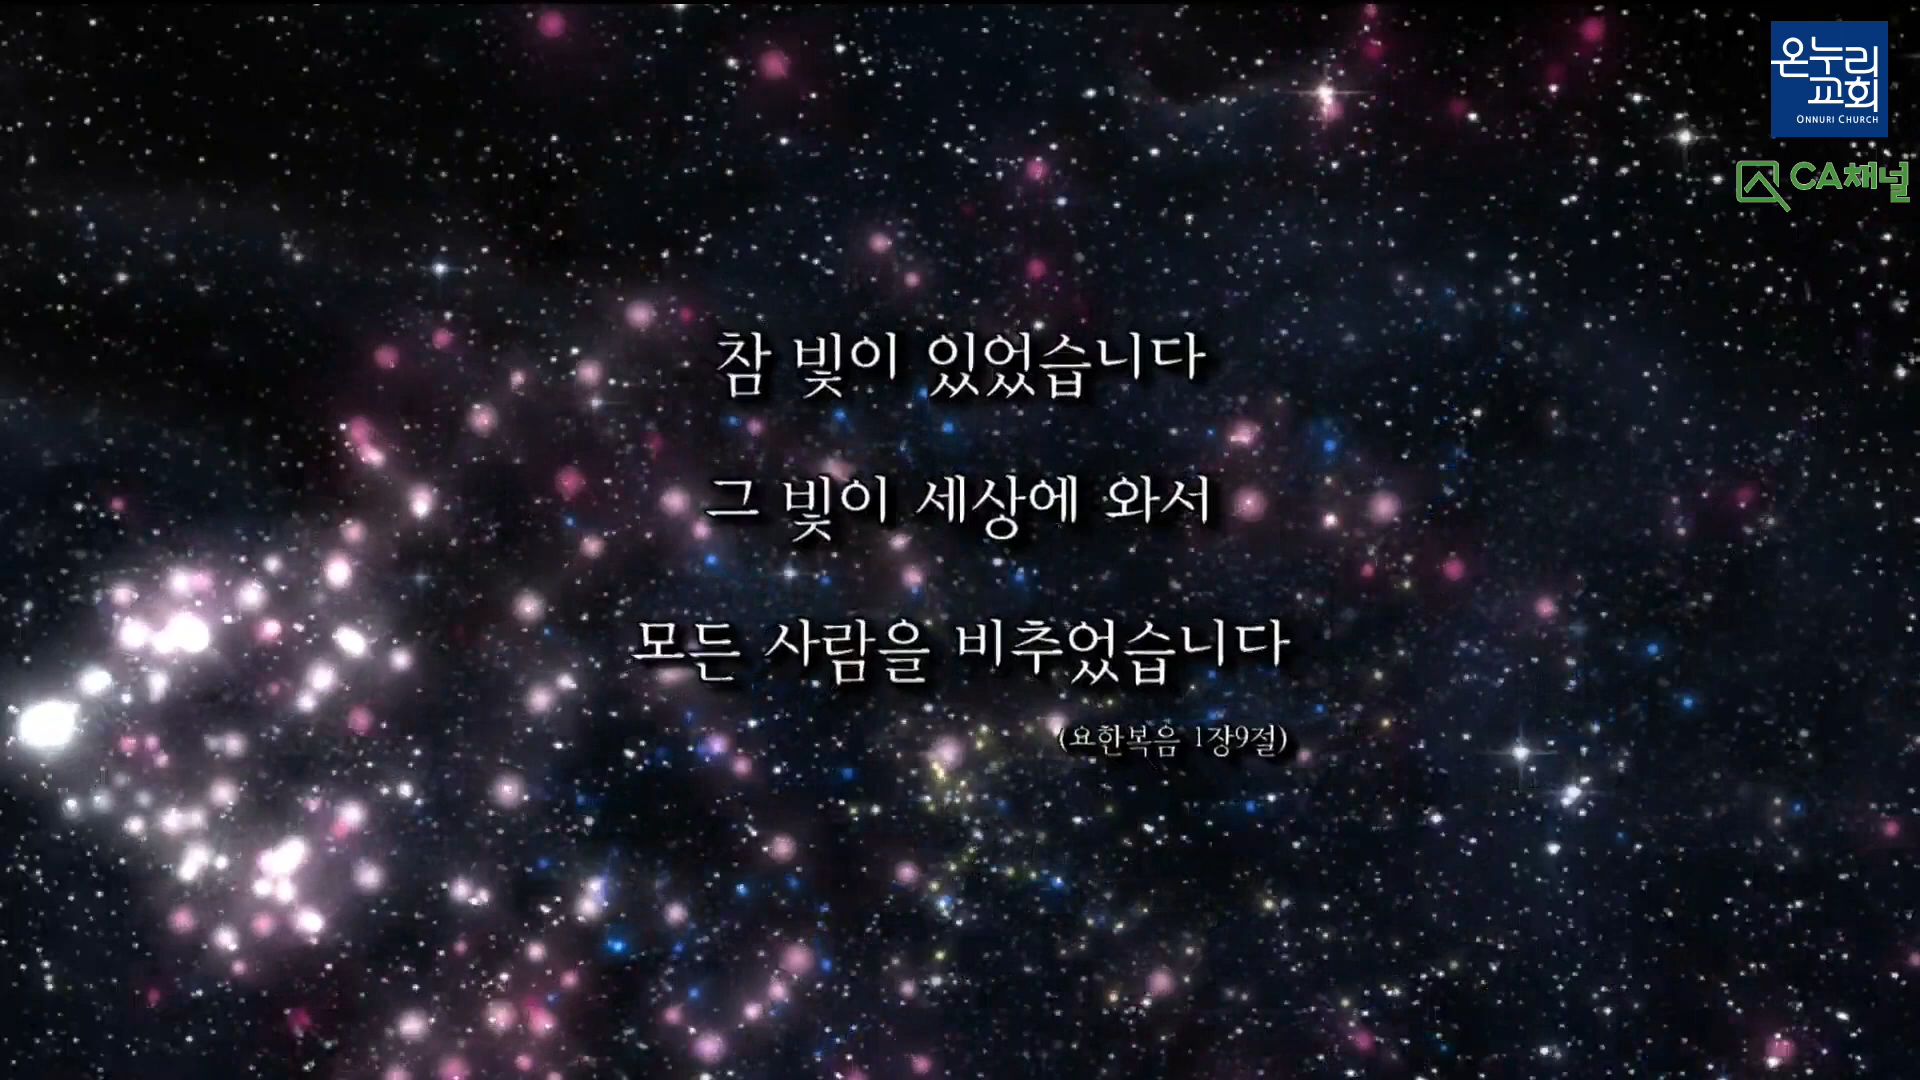 온누리
교회
ONNURI CHURCH
CA채널
참 빛이 있었습니다
그 빛이 세상에 와서
모든 사람을 비추었습니다
(요한복음 1장9절)